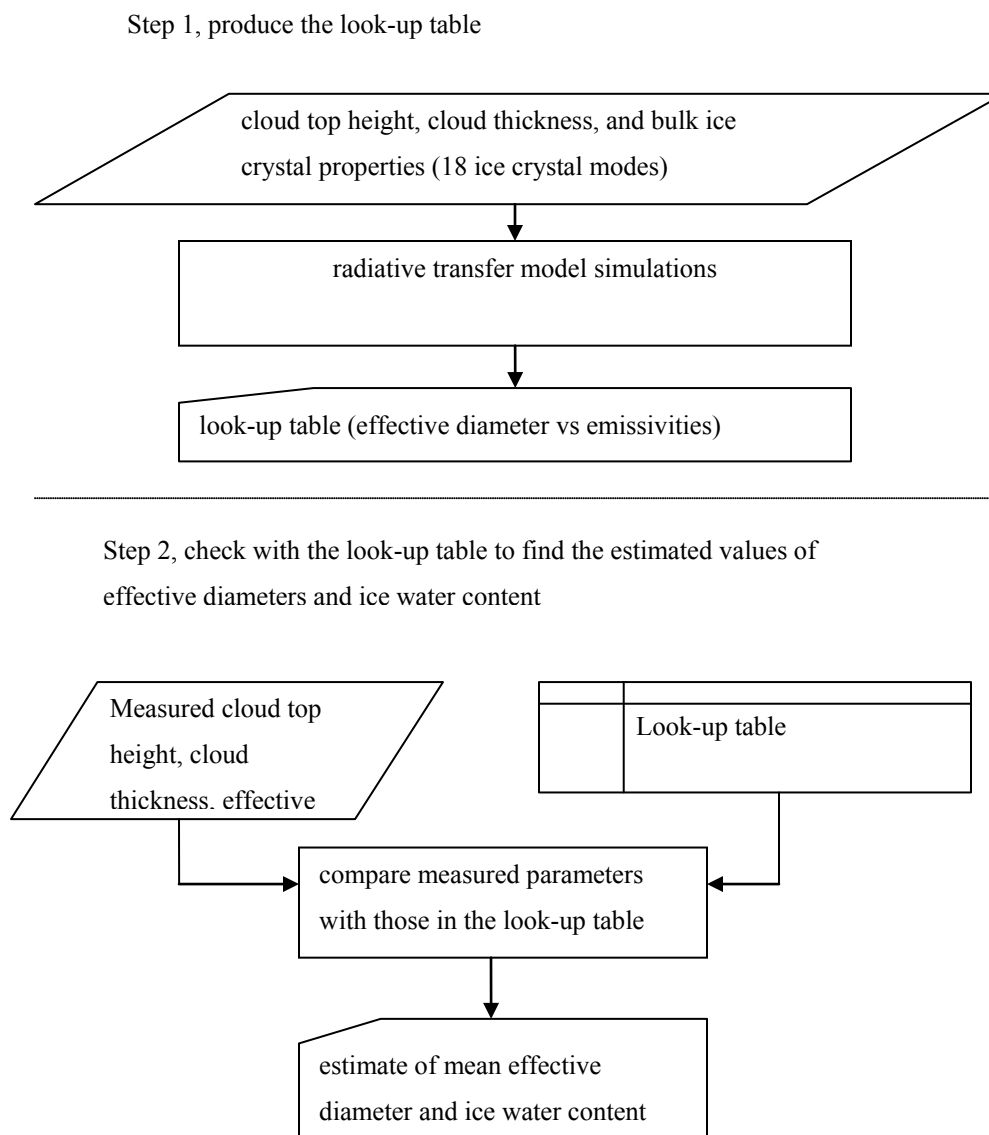 Step 1, produce the look-up table
cloud top height, cloud thickness, and bulk ice
crystal properties (18 ice crystal modes)
radiative transfer model simulations
look-up table (effective diameter vs emissivities)
Step 2, check with the look-up table to find the estimated values of
effective diameters and ice water content
Measured cloud top
height, cloud
thickness, effective
Look-up table
compare measured parameters
with those in the look-up table
estimate of mean effective
diameter and ice water content